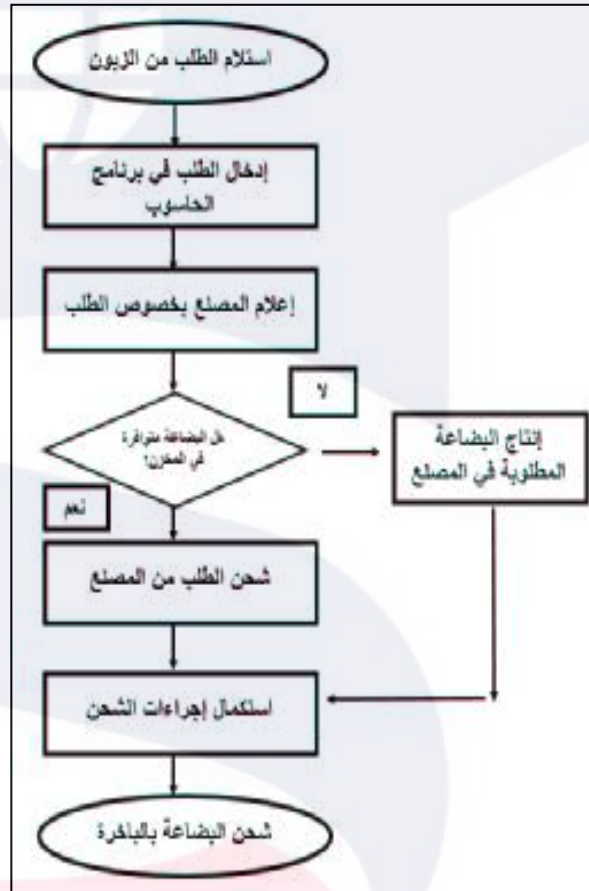 استلام الطلب من الزبون
إدخال الطلب في برنامج
الحاسوب
إعلام المصنع بخصوص الطلب
لا
هل البضاعة متوافرة
في المخزن؟
إنتاج البضاعة
المطلوبة في المصنع
نعم
شحن الطلب من المصنع
استكمال إجراءات الشحن
شحن البضاعة بالباخرة